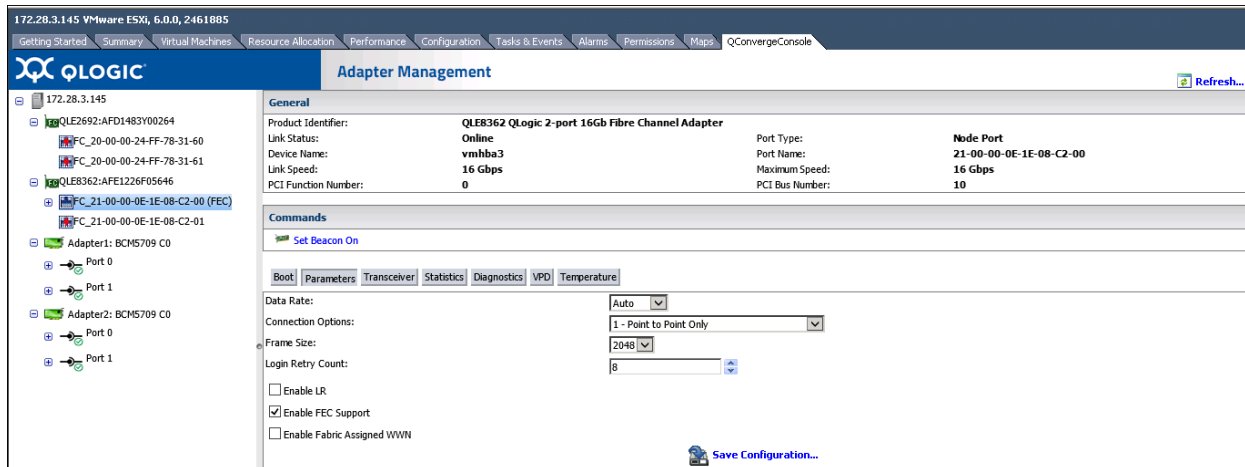 172.28.3.145 VMware ESXi, 6.0.0, 2461885
Getting Started Summary Virtual Machines Resource Allocation Performance Configuration Tasks & Events Alarms Permissions Maps QConvergeConsole
QLOGIC
Adapter Management
Refresh...
172.28.3.145
QLE2692:AFD1483Y00264
FC_20-00-00-24-FF-78-31-60
FC_20-00-00-24-FF-78-31-61
QLE8362:AFE1226F05646
FC_21-00-00-0E-1E-08-C2-00 (FEC)
FC_21-00-00-0E-1E-08-C2-01
Adapter1: BCM5709 C0
Port 0
Port 1
Adapter2: BCM5709 C0
Port 0
Port 1
General
Product Identifier: QLE8362 QLogic 2-port 16Gb Fibre Channel Adapter
Link Status: Online Port Type: Node Port
Device Name: vmhba3 Port Name: 21-00-00-0E-1E-08-C2-00
Link Speed: 16 Gbps Maximum Speed: 16 Gbps
PCI Function Number: 0 PCI Bus Number: 10
Commands
Set Beacon On
Boot Parameters Transceiver Statistics Diagnostics VPD Temperature
Data Rate: Auto
Connection Options: 1 - Point to Point Only
Frame Size: 2048
Login Retry Count: 8
Enable LR
Enable FEC Support
Enable Fabric Assigned WWN
Save Configuration...